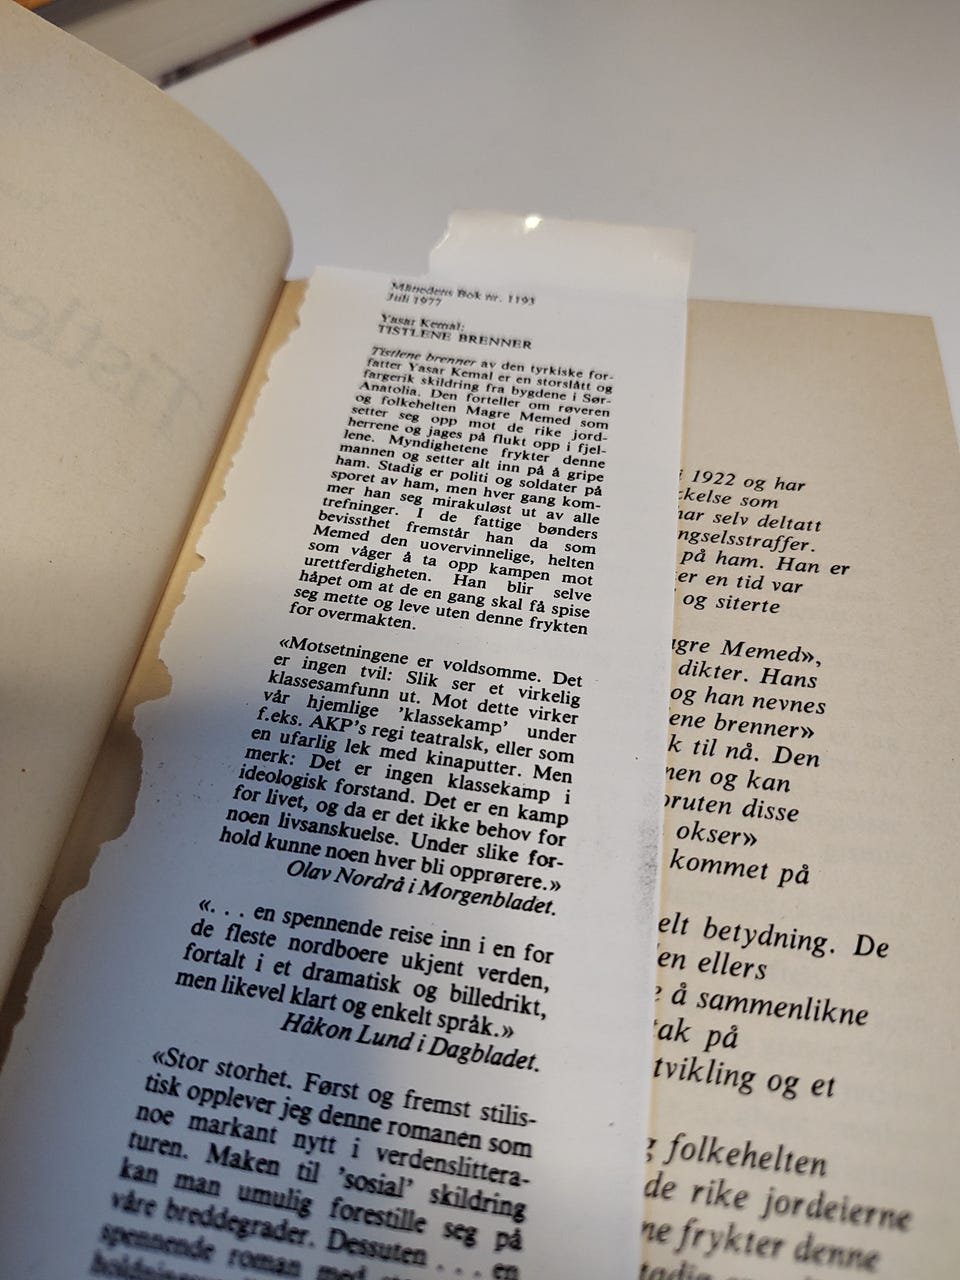 Tistle
Månedens Bok nr. 1193
Juli 1977
Yasar Kemal:
TISTLENE BRENNER
Tistlene brenner av den tyrkiske for-
fatter Yasar Kemal er en storslått og
fargerik skildring fra bygdene i Sør-
Anatolia. Den forteller om røveren
og folkehelten Magre Memed som
setter seg opp mot de rike jord-
herrene og jages på flukt opp i fjel-
lene. Myndighetene frykter denne
mannen og setter alt inn på å gripe
ham. Stadig er politi og soldater på
sporet av ham, men hver gang kom-
mer han seg mirakuløst ut av alle
trefninger. I de fattige bønders
bevissthet fremstår han da som
Memed den uovervinnelige, helten
som våger å ta opp kampen mot
urettferdigheten. Han blir selve
håpet om at de en gang skal få spise
seg mette og leve uten denne frykten
for overmakten.
«Motsetningene er voldsomme. Det
er ingen tvil: Slik ser et virkelig
klassesamfunn ut. Mot dette virker
vår hjemlige 'klassekamp' under
f.eks. AKP's regi teatralsk, eller som
en ufarlig lek med kinaputter. Men
merk: Det er ingen klassekamp i
ideologisk forstand. Det er en kamp
for livet, og da er det ikke behov for
noen livsanskuelse. Under slike for-
hold kunne noen hver bli opprørere.»
Olav Nordrå i Morgenbladet.
«. . . en spennende reise inn i en for
de fleste nordboere ukjent verden,
fortalt i et dramatisk og billedrikt,
men likevel klart og enkelt språk.»
Håkon Lund i Dagbladet.
«Stor storhet. Først og fremst stilis-
tisk opplever jeg denne romanen som
noe markant nytt i verdenslittera-
turen. Maken til 'sosial' skildring
kan man umulig forestille seg på
våre breddegrader. Dessuten . . . en
spennende roman med
i 1922 og har
kelse som
har selv deltatt
ngselsstraffer.
på ham. Han er
er en tid var
og siterte
agre Memed»,
dikter. Hans
og han nevnes
ene brenner»
k til nå. Den
nen og kan
bruten disse
okser»
kommet på
elt betydning. De
en ellers
å sammenlikne
tak på
tvikling og et
g folkehelten
de rike jordeierne
ne frykter denne